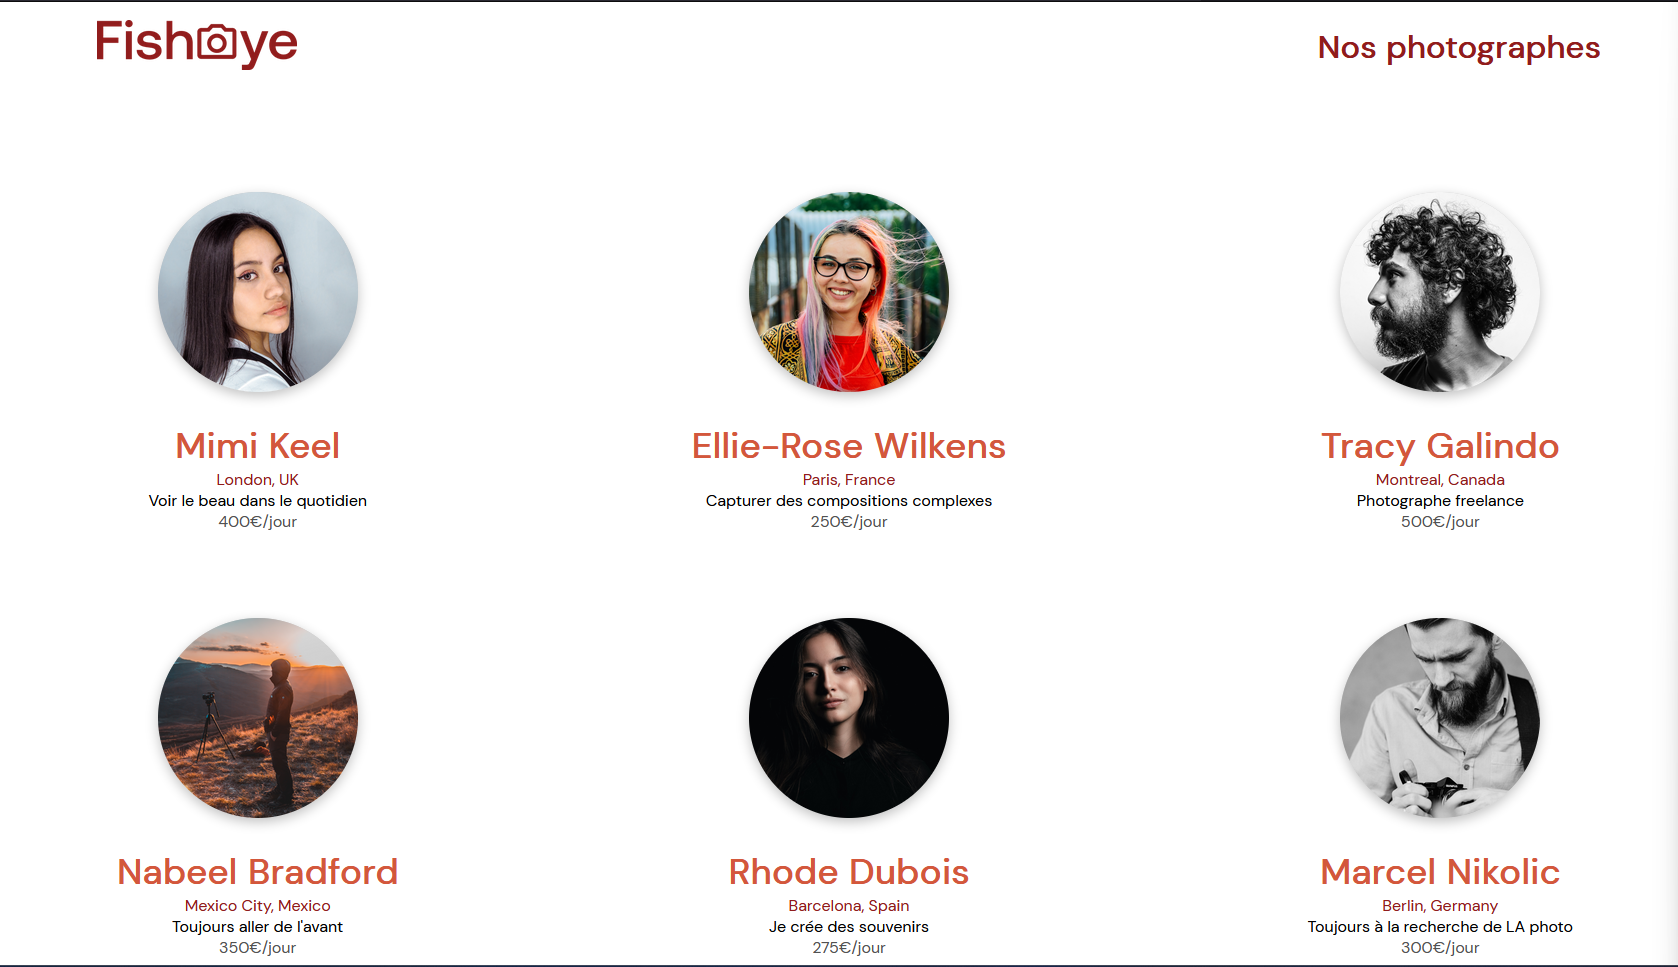 Fisheye
Nos photographes
Mimi Keel
London, UK
Voir le beau dans le quotidien
400€/jour
Ellie-Rose Wilkens
Paris, France
Capturer des compositions complexes
250€/jour
Tracy Galindo
Montreal, Canada
Photographe freelance
500€/jour
Nabeel Bradford
Mexico City, Mexico
Toujours aller de l'avant
350€/jour
Rhode Dubois
Barcelona, Spain
Je crée des souvenirs
275€/jour
Marcel Nikolic
Berlin, Germany
Toujours à la recherche de LA photo
300€/jour